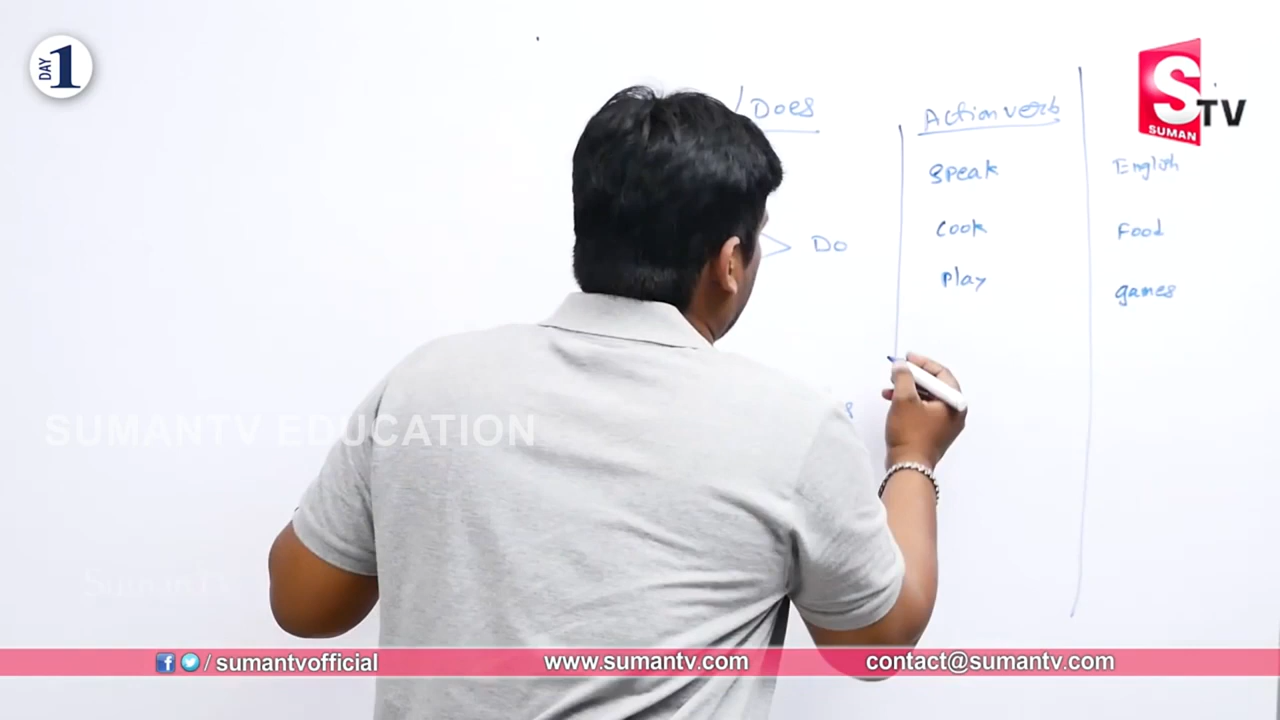 DAY 1
S TV
SUMAN
/Does
Action verb
Speak
English
Cook
Food
Do
Play
games
SUMANTV EDUCATION
SumanTV
/ sumantvofficial
www.sumantv.com
contact@sumantv.com